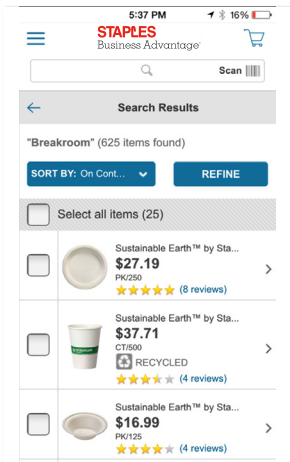 5:37 PM 16%
STAPLES
Business Advantage
Scan
Search Results
"Breakroom" (625 items found)
SORT BY: On Cont...
REFINE
Select all items (25)
Sustainable Earth™ by Sta...
$27.19
PK/250
(8 reviews)
Sustainable Earth™ by Sta...
$37.71
CT/500
RECYCLED
(4 reviews)
Sustainable Earth™ by Sta...
$16.99
PK/125
(4 reviews)